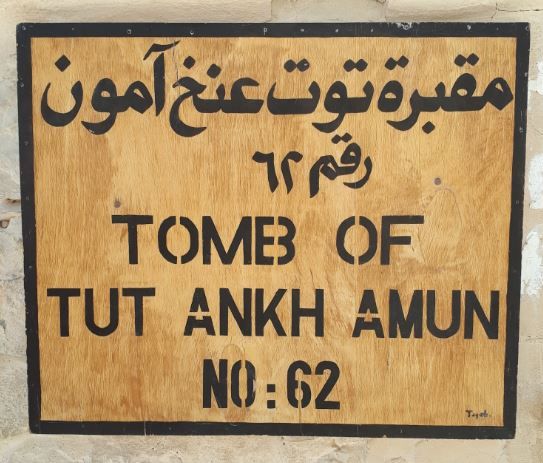 مقبرة توت عنخ آمون
رقم ٦٢
TOMB OF
TUT ANKH AMUN
NO: 62